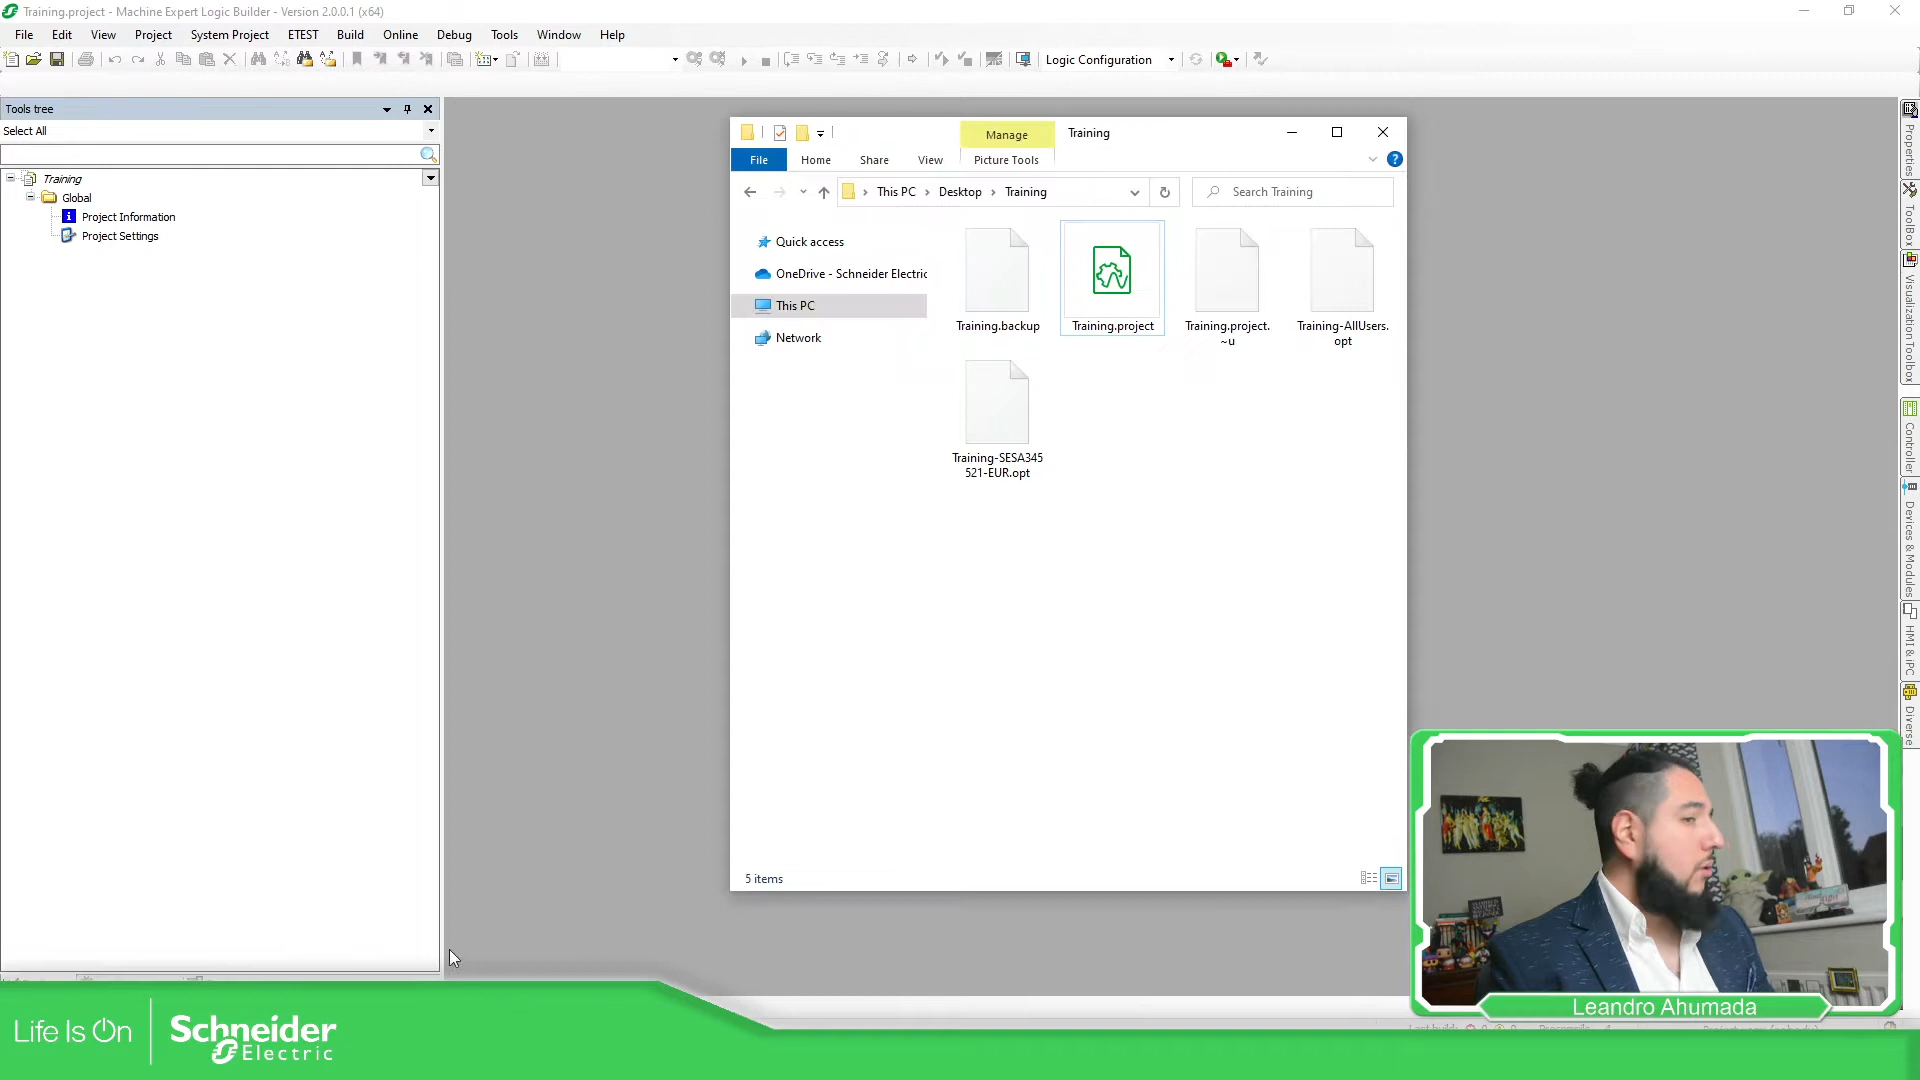 Training.project - Machine Expert Logic Builder - Version 2.0.0.1 (x64)
File Edit View Project System Project ETEST Build Online Debug Tools Window Help
Logic Configuration
Tools tree
Select All
Training
Global
Project Information
Project Settings
Manage Training
File Home Share View Picture Tools
This PC Desktop Training
Search Training
Quick access
OneDrive - Schneider Electric
This PC
Network
Training.backup
Training.project
Training.project.
~u
Training-AllUsers.
opt
Training-SESA345
521-EUR.opt
5 items
Properties
ToolBox
Visualization Toolbox
Controller
Devices & Modules
HMI & iPC
Diverse
Leandro Ahumada
Life Is On
Schneider
Electric